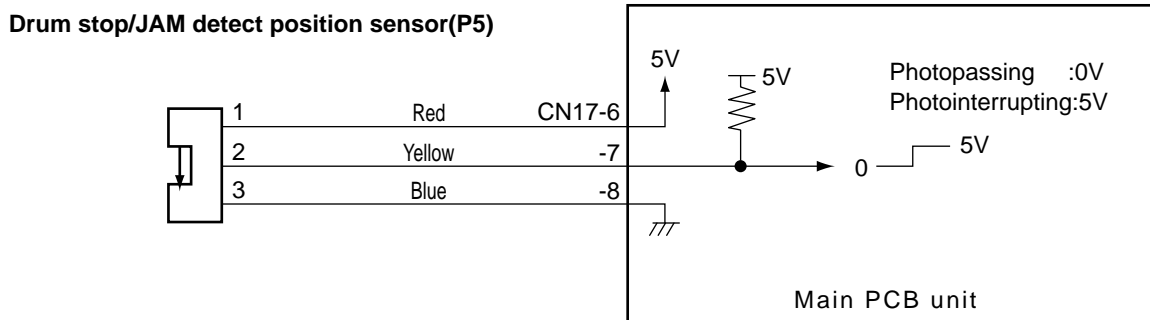 Drum stop/JAM detect position sensor(P5)
5V
5V
Photopassing :0V
Photointerrupting:5V
1 Red CN17-6
2 Yellow -7
0 5V
3 Blue -8
Main PCB unit